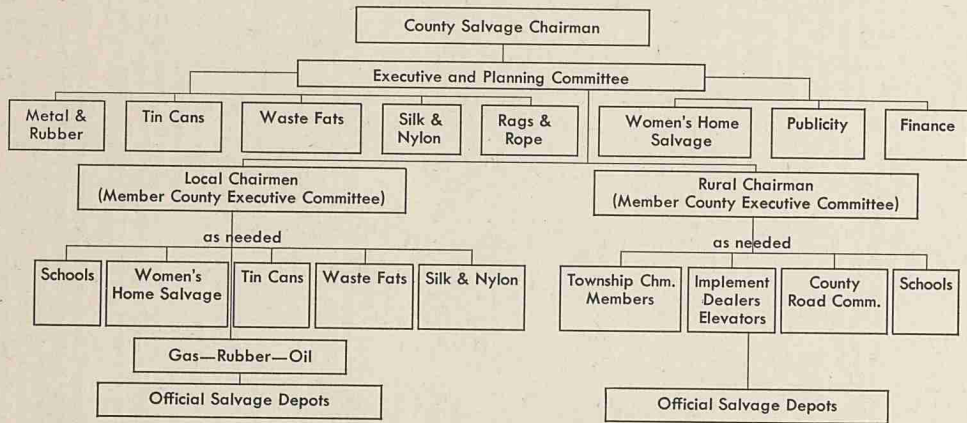 County Salvage Chairman
Executive and Planning Committee
Metal &
Rubber
Tin Cans
Waste Fats
Silk &
Nylon
Rags &
Rope
Women's Home
Salvage
Publicity
Finance
Local Chairmen
(Member County Executive Committee)
Rural Chairman
(Member County Executive Committee)
as needed
as needed
Schools
Women's
Home Salvage
Tin Cans
Waste Fats
Silk & Nylon
Township Chm.
Members
Implement
Dealers
Elevators
County
Road Comm.
Schools
Gas—Rubber—Oil
Official Salvage Depots
Official Salvage Depots